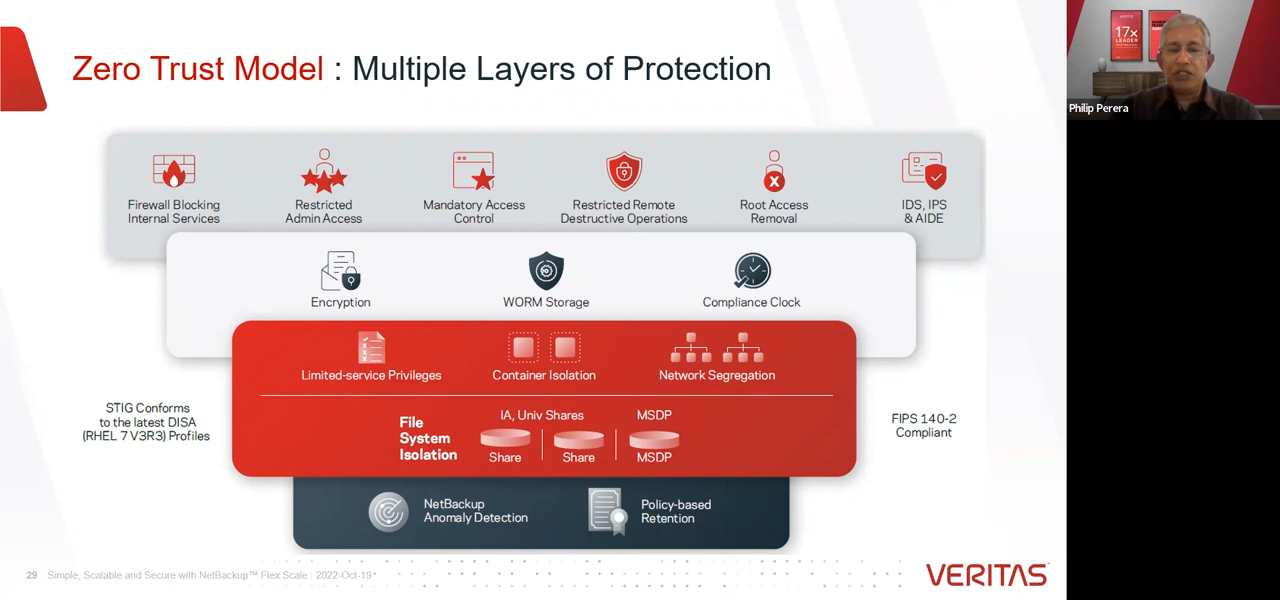 Zero Trust Model : Multiple Layers of Protection
17x
LEADER
Philip Perera
Firewall Blocking
Internal Services
Restricted
Admin Access
Mandatory Access
Control
Restricted Remote
Destructive Operations
Root Access
Removal
IDS, IPS
& AIDE
Encryption
WORM Storage
Compliance Clock
Limited-service Privileges
Container Isolation
Network Segregation
STIG Conforms
to the latest DISA
(RHEL 7 V3R3) Profiles
File
System
Isolation
IA, Univ Shares
MSDP
Share
Share
MSDP
FIPS 140-2
Compliant
NetBackup
Anomaly Detection
Policy-based
Retention
29 Simple, Scalable and Secure with NetBackup™ Flex Scale : 2022-Oct-19
VERITAS